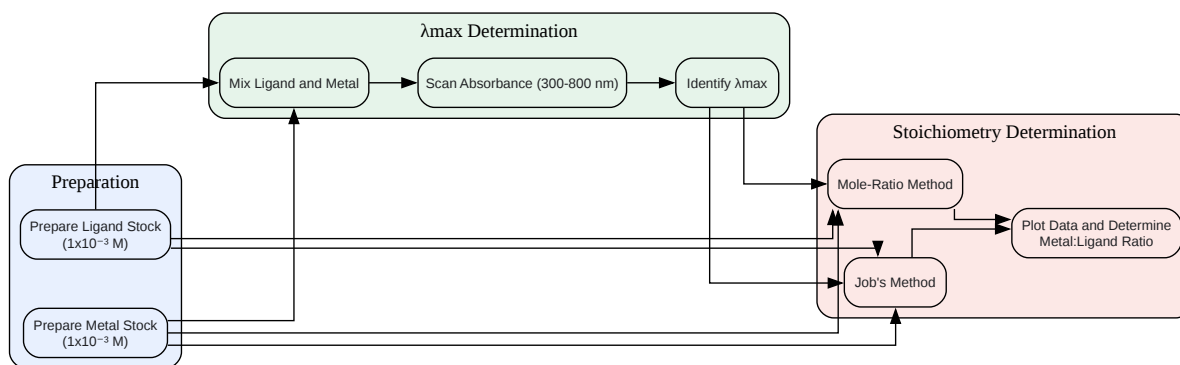 λmax Determination
Mix Ligand and Metal
Scan Absorbance (300-800 nm)
Identify λmax
Preparation
Prepare Ligand Stock
(1x10⁻³ M)
Prepare Metal Stock
(1x10⁻³ M)
Stoichiometry Determination
Mole-Ratio Method
Job's Method
Plot Data and Determine
Metal:Ligand Ratio